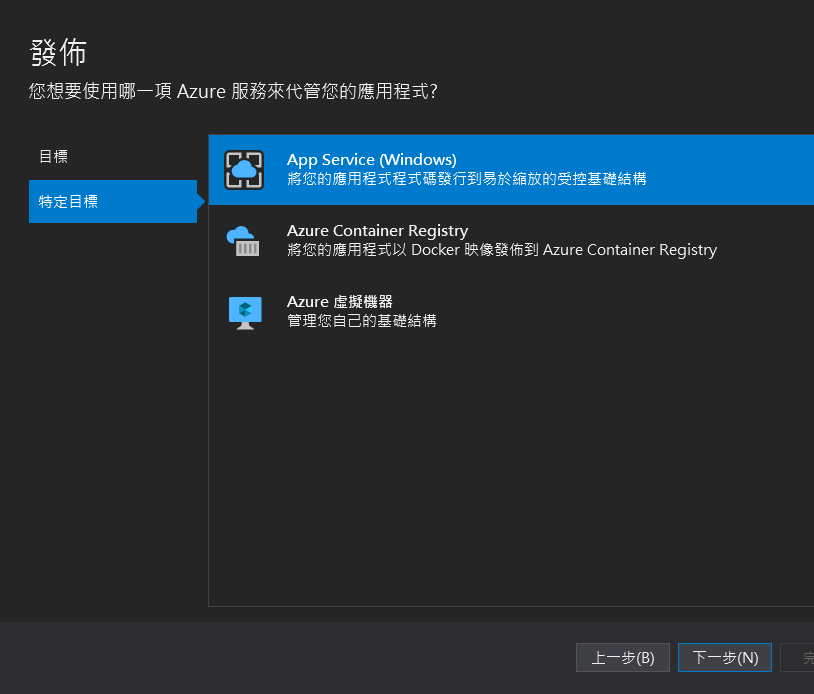 發佈
您想要使用哪一項 Azure 服務來代管您的應用程式?
目標
特定目標
App Service (Windows)
將您的應用程式程式碼發行到易於縮放的受控基礎結構
Azure Container Registry
將您的應用程式以 Docker 映像發佈到 Azure Container Registry
Azure 虛擬機器
管理您自己的基礎結構
上一步(B)
下一步(N)